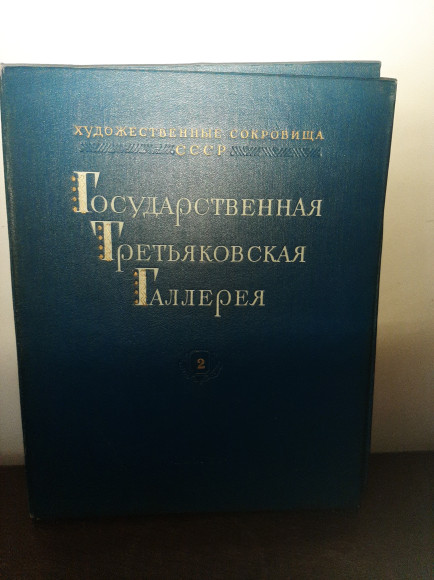 ХУДОЖЕСТВЕННЫЕ СОКРОВИЩА
СССР
ГОСУДАРСТВЕННАЯ
ТРЕТЬЯКОВСКАЯ
ГАЛЛЕРЕЯ
2